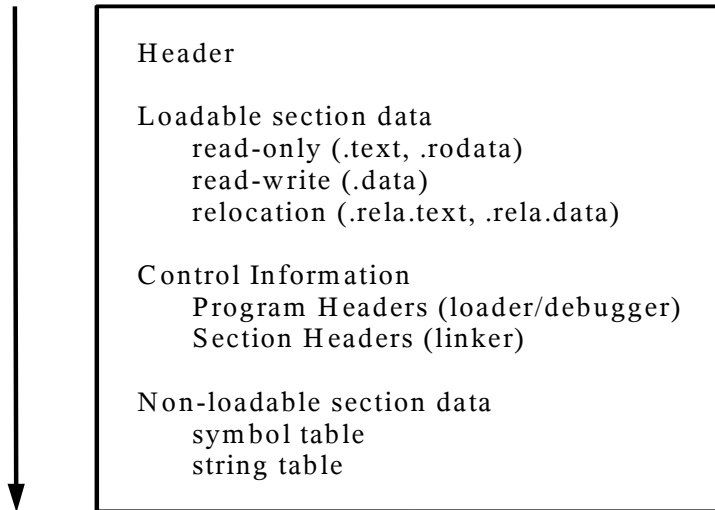 Header
Loadable section data
read-only (.text, .rodata)
read-write (.data)
relocation (.rela.text, .rela.data)
Control Information
Program Headers (loader/debugger)
Section Headers (linker)
Non-loadable section data
symbol table
string table